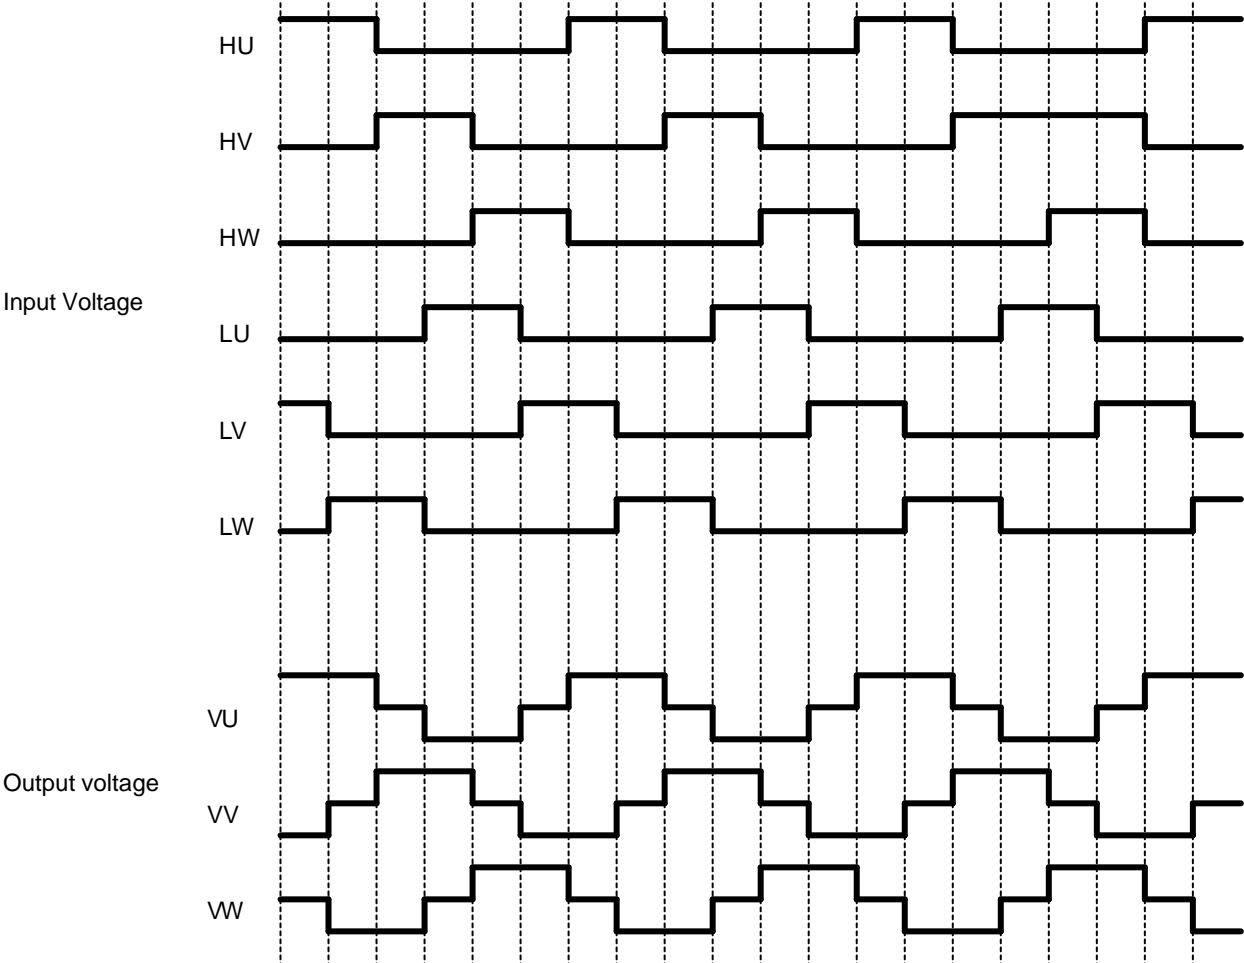 HU
HV
HW
Input Voltage
LU
LV
LW
VU
Output voltage
VV
VW